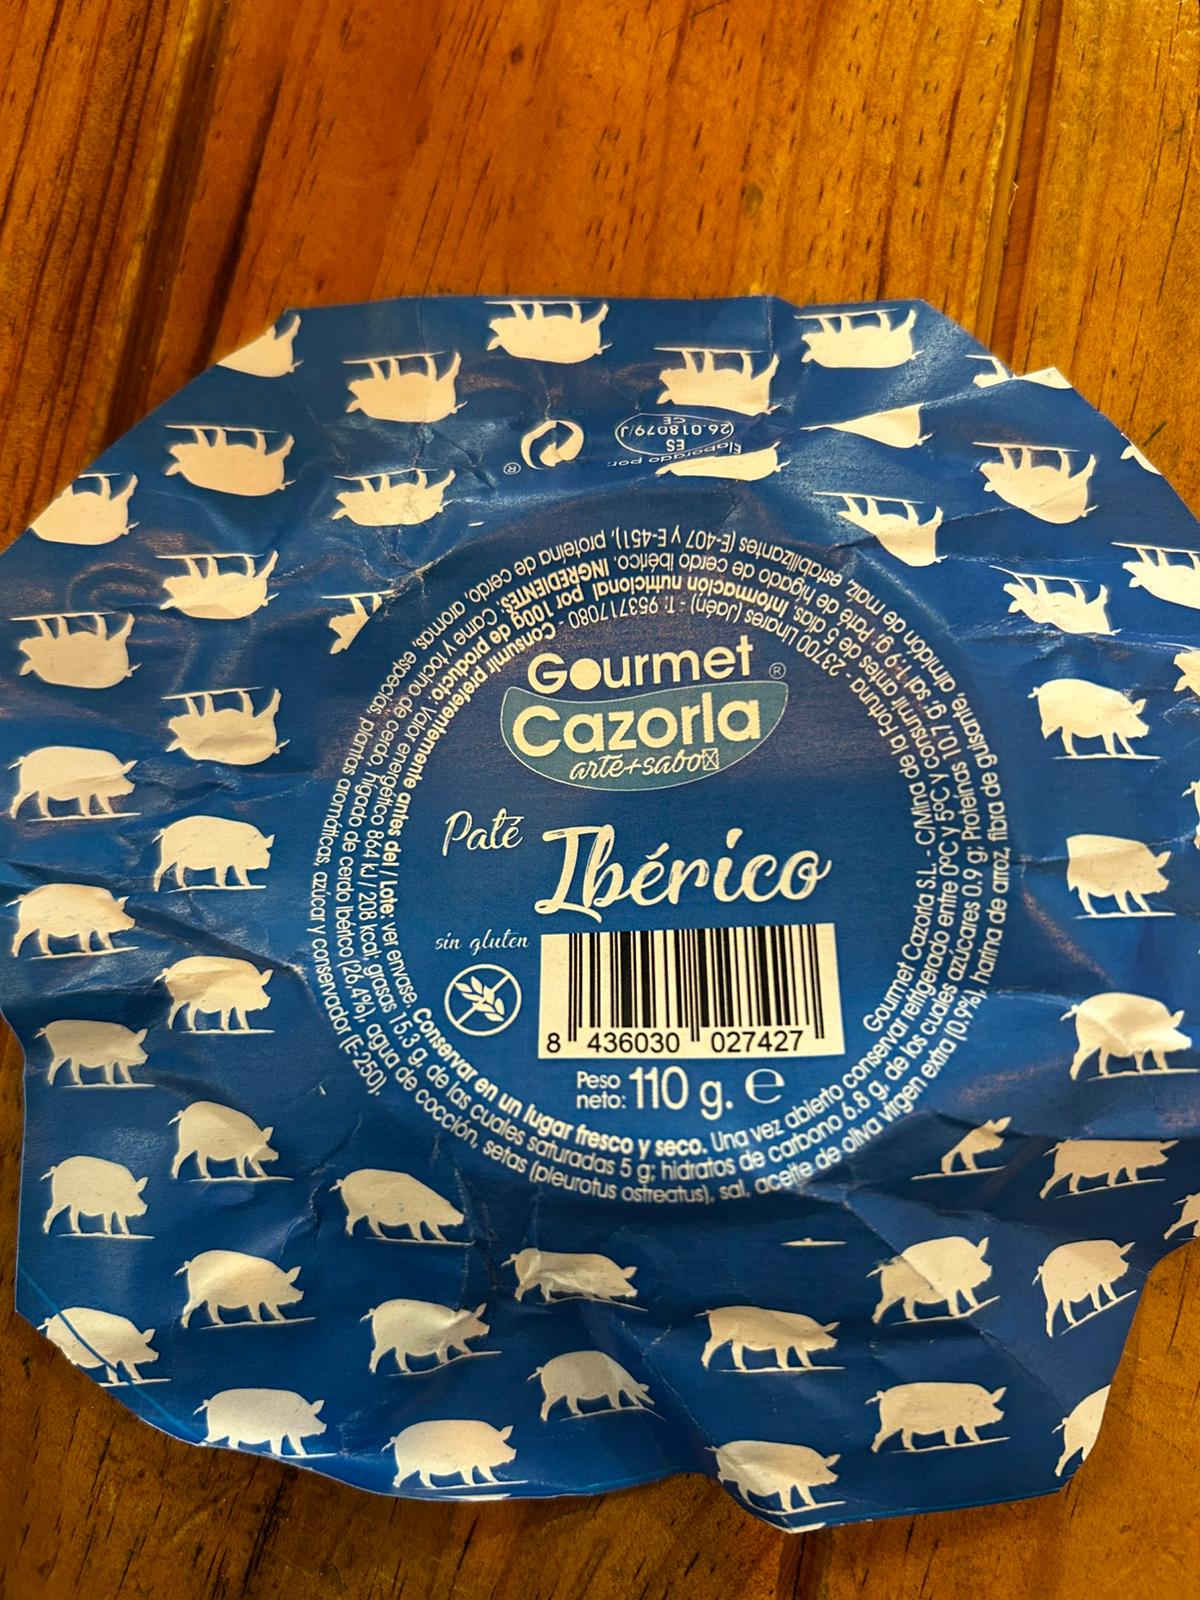 Gourmet
Cazorla®
arte+sabo
Paté
Ibérico
sin gluten
8 436030 027427
Peso
neto: 110 g. e
Gourmet Cazorla S.L. - C/Mina de la Fortuna - 23700 Linares (Jaén) - T. 953717080 -
Consumir preferentemente antes del / Lote: ver envase. Conservar en un lugar fresco y seco. Una vez abierto conservar refrigerado entre 0ºC y 5ºC y consumir antes de 5 días. Información nutricional por 100g
de producto: Valor energético 864 kJ / 208 kcal; grasas 15.3 g, de las cuales saturadas 5 g; hidratos de carbono 6.8 g, de los cuales azúcares 0.9 g; Proteínas 10.7 g; sal 1.9 g. Paté de hígado de cerdo Ibérico. INGREDIENTES:
Carne y tocino de cerdo, hígado de cerdo Ibérico (26,4%), agua de cocción, setas (pleurotus ostreatus), sal, aceite de oliva virgen extra (0.9%), harina de arroz, fibra de guisante, almidón de maíz, estabilizantes (E-407 y E-451), proteína de cerdo, aromas, especias, plantas aromáticas, azúcar y conservador (E-250).
Elaborado por:
ES
26.018079/J
CE
®